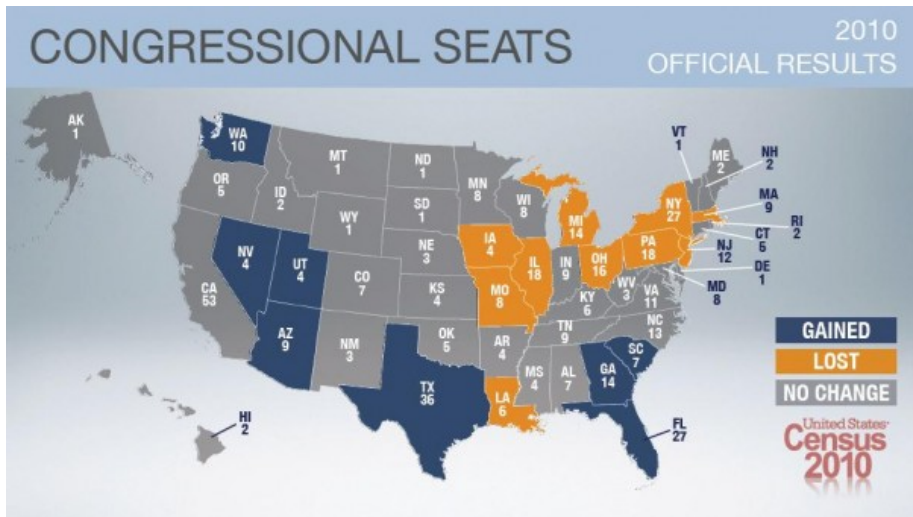 CONGRESSIONAL SEATS
2010
OFFICIAL RESULTS
AK
1
WA
10
MT
1
ND
1
MN
8
VT
1
ME
2
NH
2
OR
5
ID
2
WY
1
SD
1
WI
8
MI
14
NY
27
MA
9
RI
2
CT
5
NJ
12
DE
1
MD
8
NV
4
UT
4
CO
7
NE
3
IA
4
IL
18
IN
9
OH
16
PA
18
CA
53
KS
4
MO
8
KY
6
WV
3
VA
11
NC
13
AZ
9
NM
3
OK
5
AR
4
TN
9
SC
7
TX
36
LA
6
MS
4
AL
7
GA
14
FL
27
HI
2
GAINED
LOST
NO CHANGE
United States
Census
2010